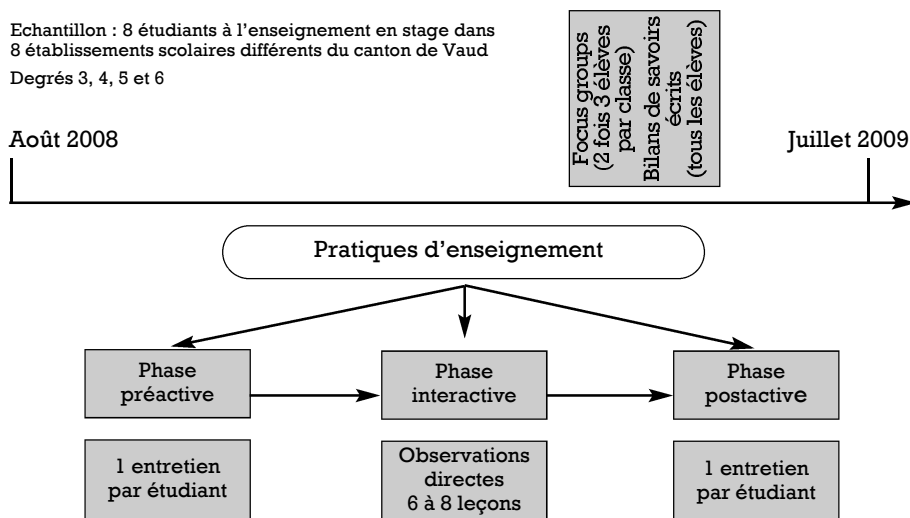 Echantillon : 8 étudiants à l'enseignement en stage dans
8 établissements scolaires différents du canton de Vaud
Degrés 3, 4, 5 et 6
Focus groups
(2 fois 3 élèves
par classe)
Bilans de savoirs
écrits
(tous les élèves)
Août 2008
Juillet 2009
Pratiques d'enseignement
Phase
préactive
Phase
interactive
Phase
postactive
1 entretien
par étudiant
Observations
directes
6 à 8 leçons
1 entretien
par étudiant